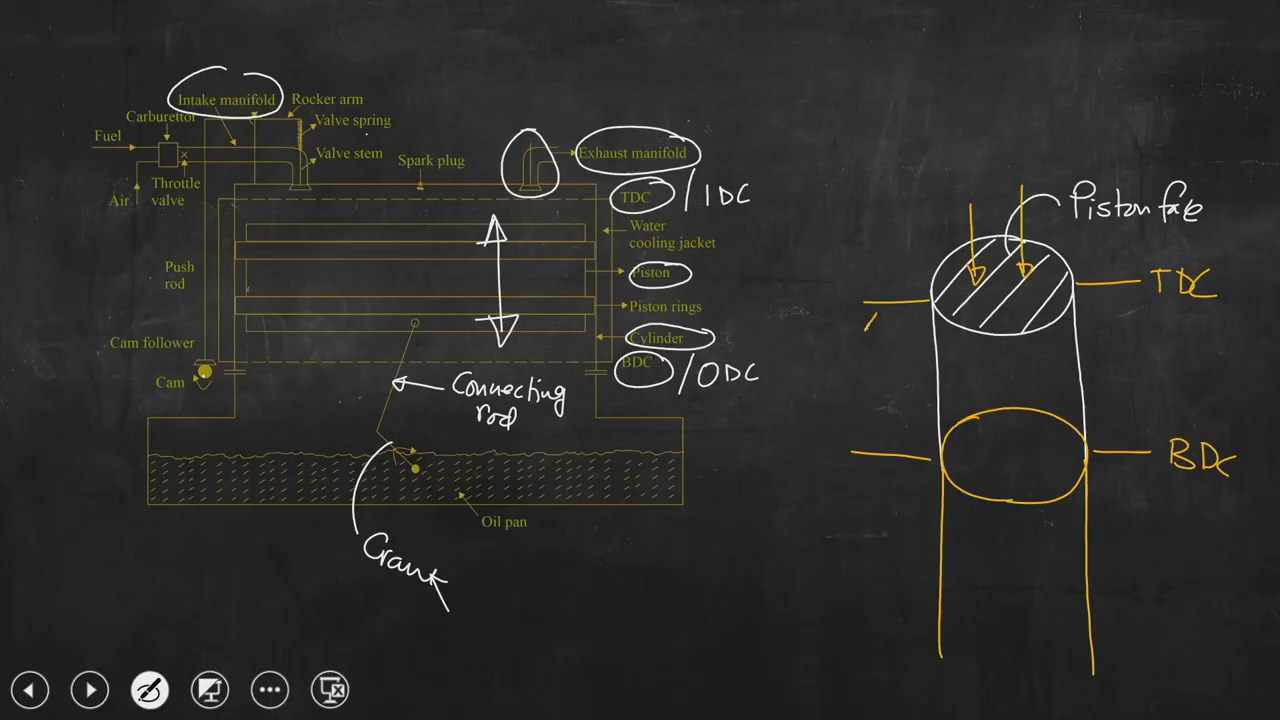 Intake manifold
Rocker arm
Carburettor
Valve spring
Fuel
Valve stem
Spark plug
Exhaust manifold
Throttle
valve
Air
TDC / IDC
Water
cooling jacket
Push
rod
Piston
Piston rings
Cam follower
Cylinder
BDC / ODC
Cam
Connecting
rod
Oil pan
Crank
Piston face
TDC
BDC